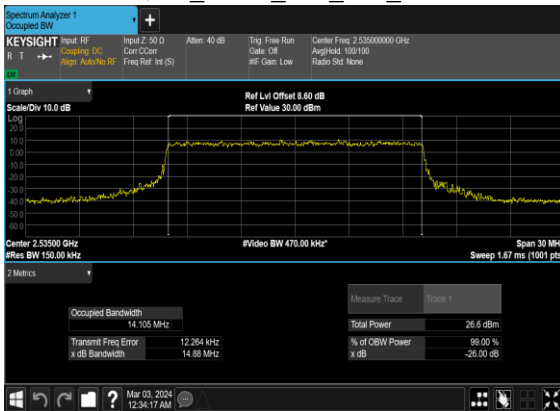 Spectrum Analyzer 1
Occupied BW
KEYSIGHT Input: RF Input Z: 50 Ω Atten: 40 dB Trig: Free Run Center Freq: 2.535000000 GHz
R T Coupling: DC Corr CCorr Gate: Off Avg|Hold: 100/100
Align: Auto/No RF Freq Ref: Int (S) #IF Gain: Low Radio Std: None
1 Graph
Ref Lvl Offset 8.60 dB
Scale/Div 10.0 dB Ref Value 30.00 dBm
Log
20.0
10.0
0.00
-10.0
-20.0
-30.0
-40.0
-50.0
-60.0
Center 2.53500 GHz #Video BW 470.00 kHz* Span 30 MH
#Res BW 150.00 kHz Sweep 1.67 ms (1001 pts
2 Metrics
Measure Trace Trace 1
Occupied Bandwidth
14.105 MHz Total Power 26.6 dBm
Transmit Freq Error 12.264 kHz % of OBW Power 99.00 %
x dB Bandwidth 14.88 MHz x dB -26.00 dB
Mar 03, 2024
12:34:17 AM